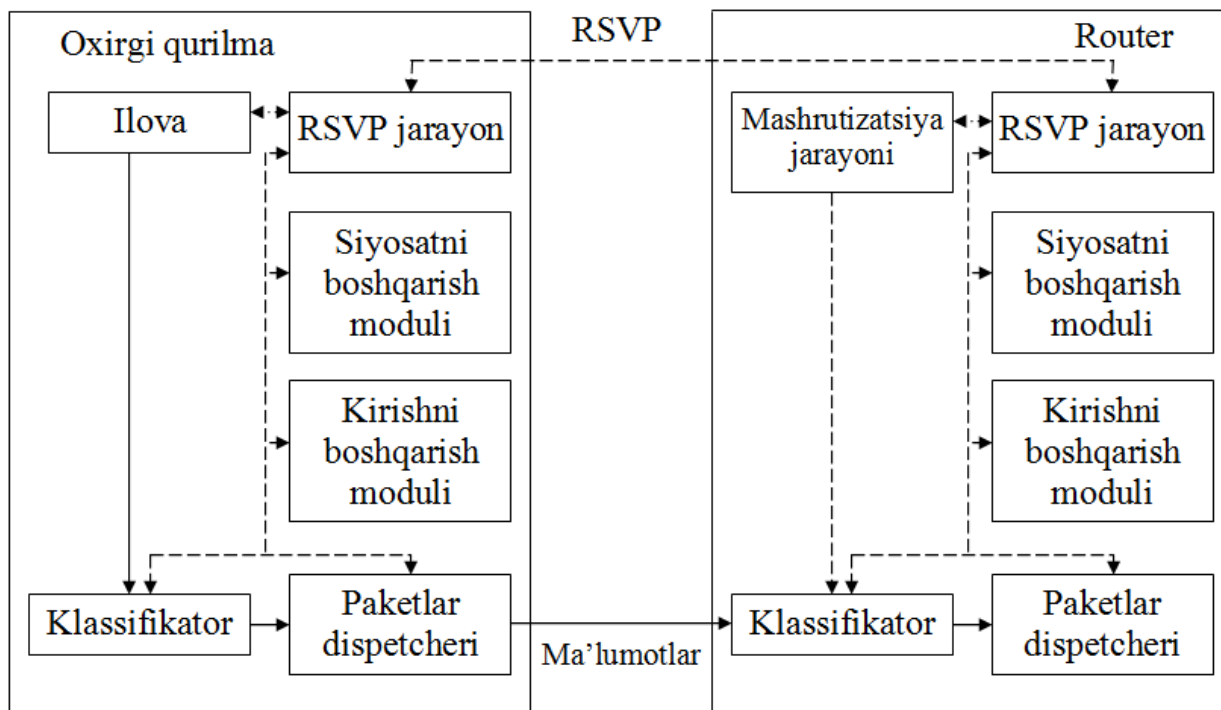 Oxirgi qurilma
RSVP
Router
Ilova
RSVP jarayon
Mashrutizatsiya
jarayoni
RSVP jarayon
Siyosatni
boshqarish
moduli
Siyosatni
boshqarish
moduli
Kirishni
boshqarish
moduli
Kirishni
boshqarish
moduli
Klassifikator
Paketlar
dispetcheri
Ma’lumotlar
Klassifikator
Paketlar
dispetcheri